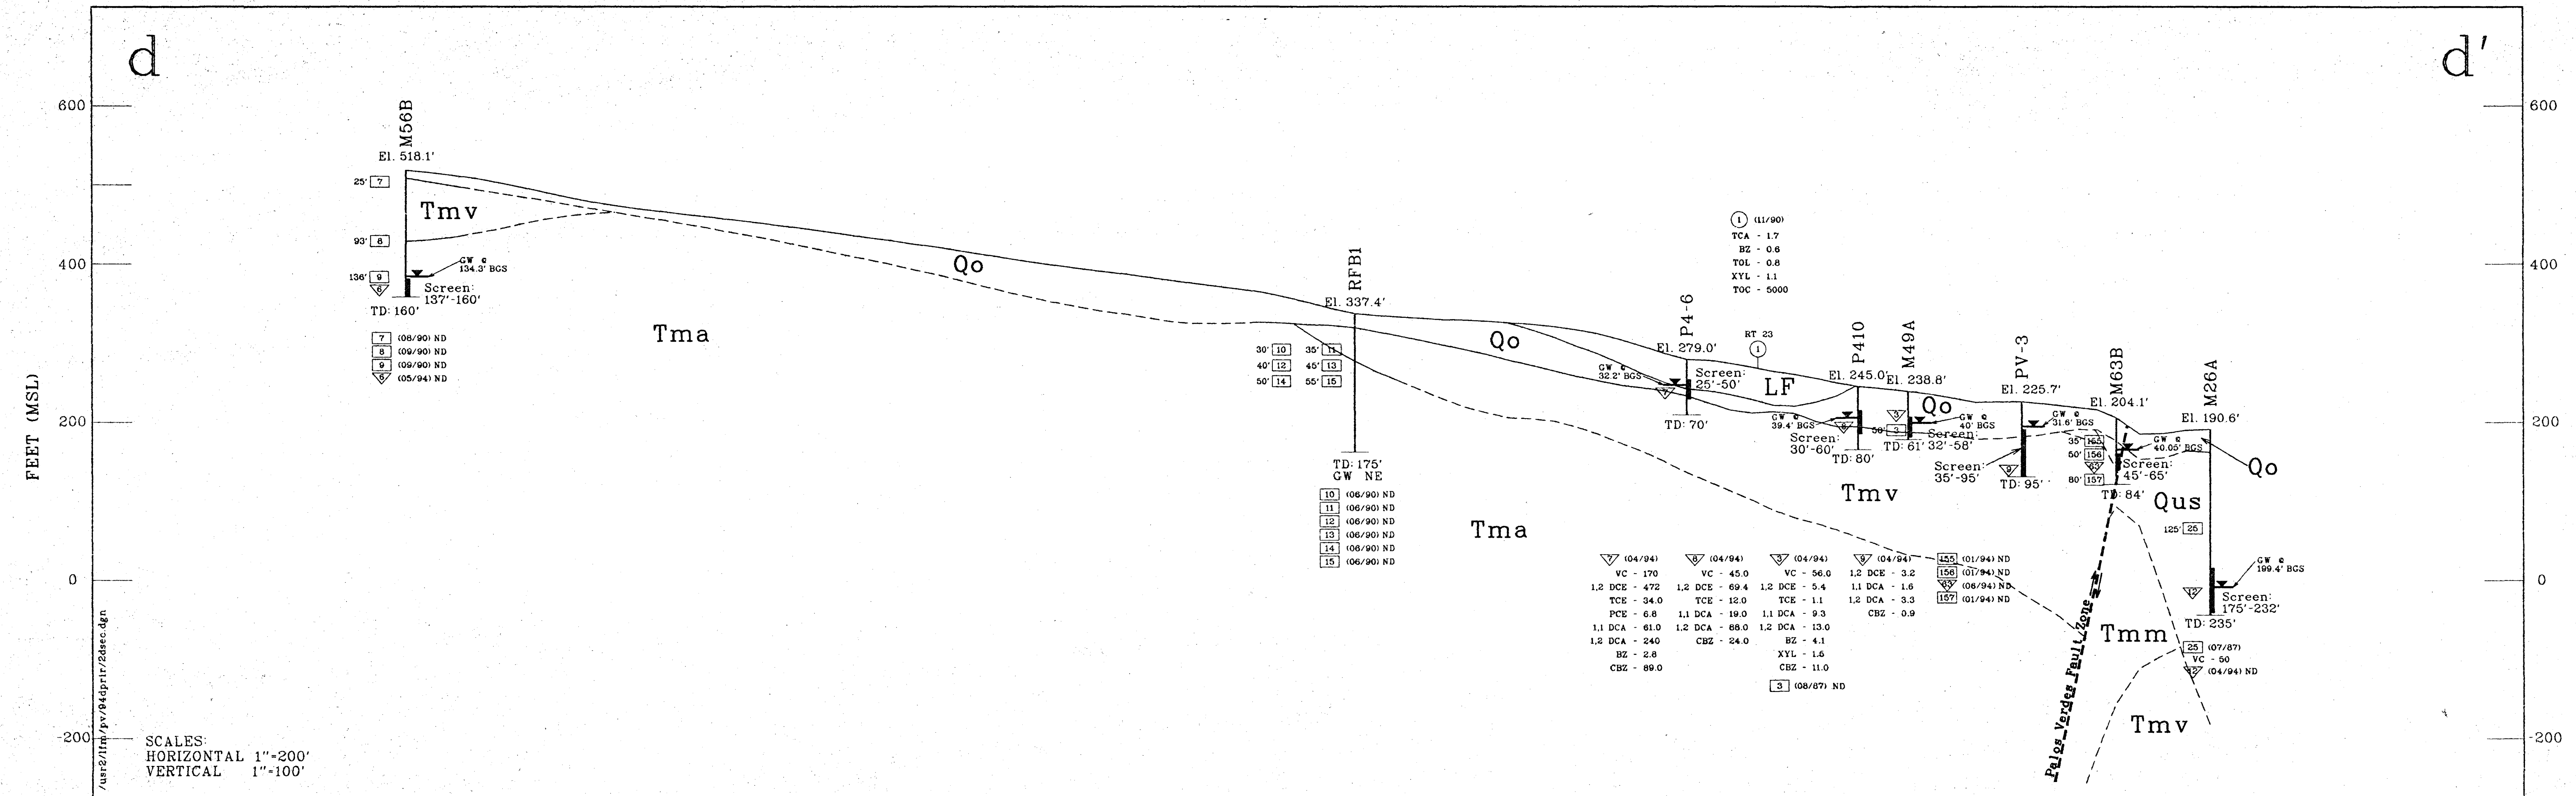 d
d'
600
400
200
0
-200
FEET (MSL)
600
400
200
0
-200
M56B
El. 518.1'
25' 7
Tmv
93' 8
GW @
134.3' BGS
136' 9
6
Screen:
137'-160'
TD: 160'
7 (08/90) ND
8 (09/90) ND
9 (09/90) ND
6 (05/94) ND
Tma
Qo
RFB1
El. 337.4'
30' 10 35' 11
40' 12 45' 13
50' 14 55' 15
TD: 175'
GW NE
10 (06/90) ND
11 (06/90) ND
12 (06/90) ND
13 (06/90) ND
14 (06/90) ND
15 (06/90) ND
Qo
Tma
P4-6
El. 279.0'
GW @
32.2' BGS
7
Screen:
25'-50'
TD: 70'
1 (11/90)
TCA - 1.7
BZ - 0.6
TOL - 0.8
XYL - 1.1
TOC - 5000
RT 23
1
LF
P410
El. 245.0'
GW @
39.4' BGS
8
Screen:
30'-60'
TD: 80'
M49A
El. 238.8'
Qo
3
50' 3
GW @
40' BGS
Screen:
32'-58'
TD: 61'
Tmv
PV-3
El. 225.7'
GW @
31.6' BGS
Screen:
35'-95'
9
TD: 95'
M63B
El. 204.1'
35' 155
50' 156
63
80' 157
GW @
40.05' BGS
Screen:
45'-65'
TD: 84'
M26A
El. 190.6'
Qo
Qus
125' 25
GW @
199.4' BGS
12
Screen:
175'-232'
TD: 235'
7 (04/94)
VC - 170
1,2 DCE - 472
TCE - 34.0
PCE - 6.8
1,1 DCA - 61.0
1,2 DCA - 240
BZ - 2.8
CBZ - 89.0
8 (04/94)
VC - 45.0
1,2 DCE - 69.4
TCE - 12.0
1,1 DCA - 19.0
1,2 DCA - 88.0
CBZ - 24.0
3 (04/94)
VC - 56.0
1,2 DCE - 5.4
TCE - 1.1
1,1 DCA - 9.3
1,2 DCA - 13.0
BZ - 4.1
XYL - 1.6
CBZ - 11.0
3 (08/87) ND
9 (04/94)
1,2 DCE - 3.2
1,1 DCA - 1.6
1,2 DCA - 3.3
CBZ - 0.9
155 (01/94) ND
156 (01/94) ND
63 (06/94) ND
157 (01/94) ND
Palos Verdes Fault Zone
Tmm
25 (07/87)
VC - 50
12 (04/94) ND
Tmv
/usr2/lfm/pv/94dprir/2dsec.dgn
SCALES:
HORIZONTAL 1"=200'
VERTICAL 1"=100'